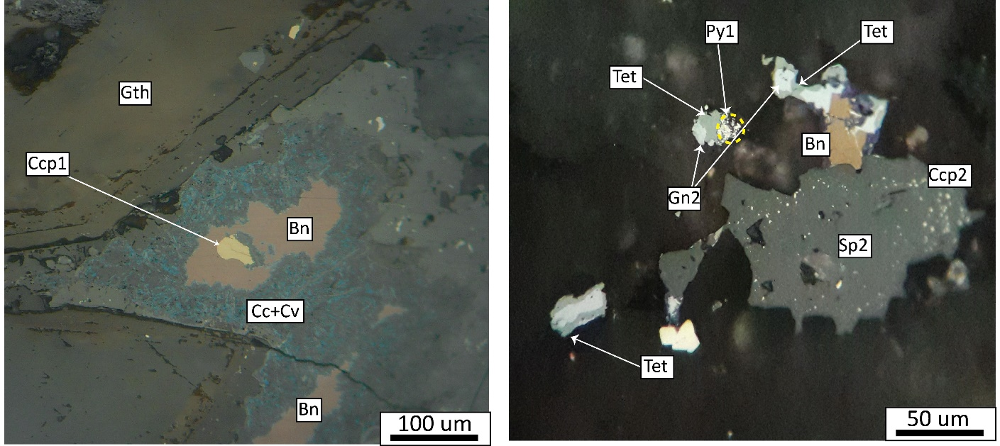 Gth
Ccp1
Bn
Cc+Cv
Bn
100 um
Py1
Tet
Tet
Bn
Ccp2
Gn2
Sp2
Tet
50 um